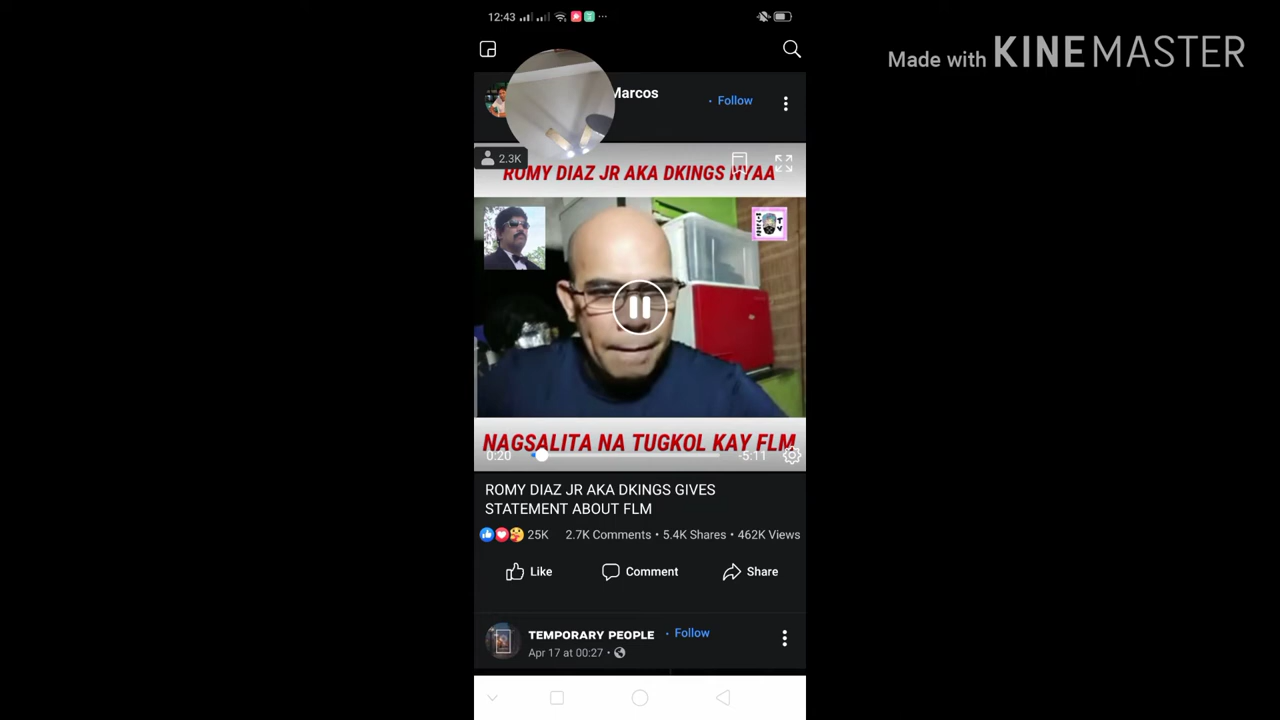 12:43
Made with KINEMASTER
Marcos
· Follow
2.3K
ROMY DIAZ JR AKA DKINGS NYAA
TV
NAGSALITA NA TUGKOL KAY FLM
0:20
-5:11
ROMY DIAZ JR AKA DKINGS GIVES
STATEMENT ABOUT FLM
25K 2.7K Comments • 5.4K Shares • 462K Views
Like Comment Share
TEMPORARY PEOPLE · Follow
Apr 17 at 00:27 •